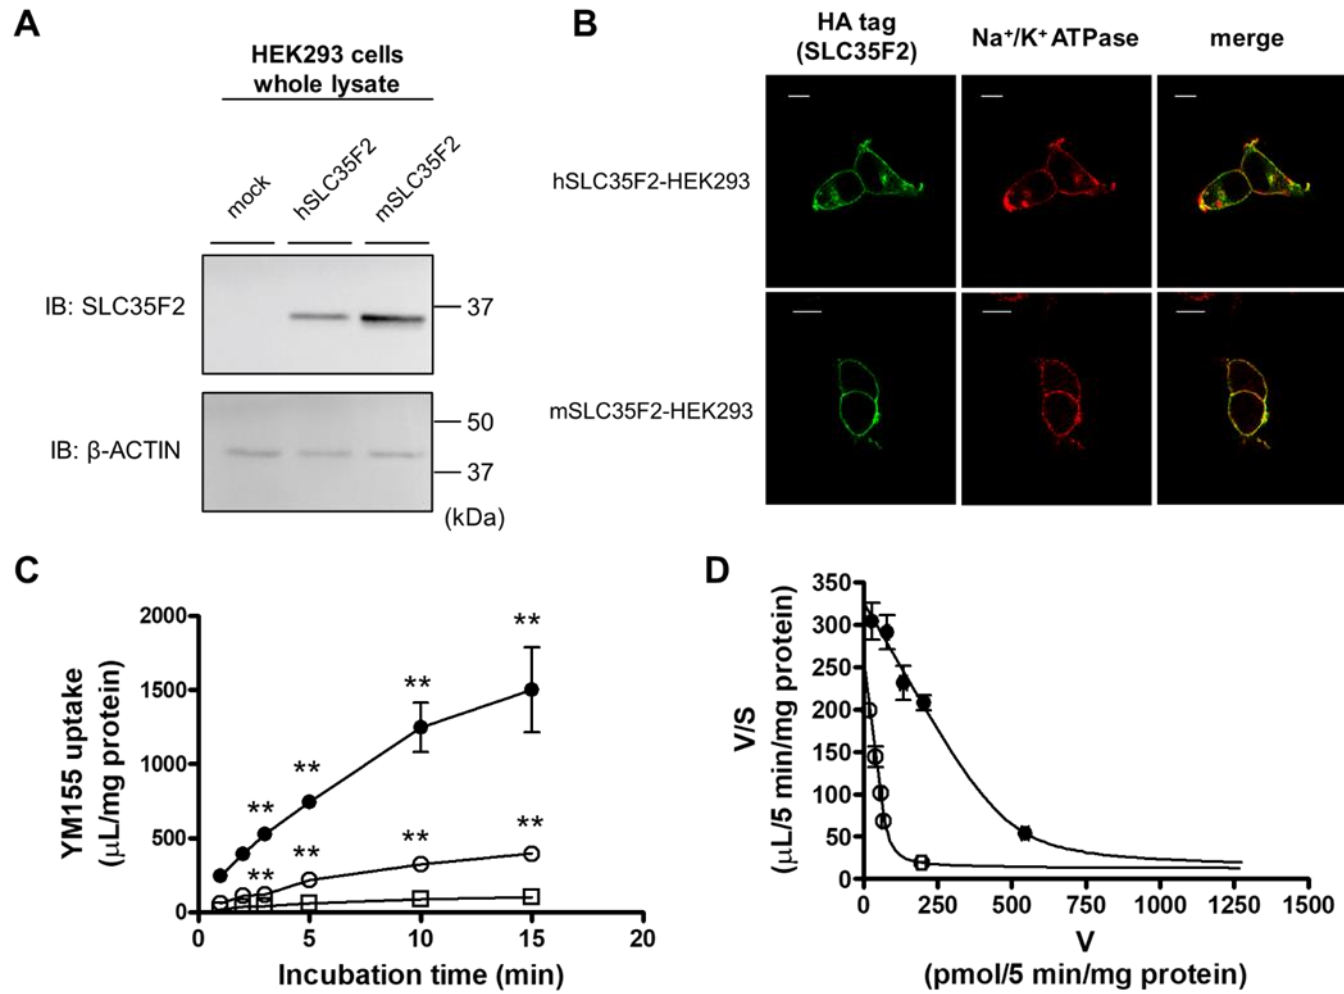 A
HEK293 cells
whole lysate
mock
hSLC35F2
mSLC35F2
IB: SLC35F2
37
IB: β-ACTIN
50
37
(kDa)
B
HA tag
(SLC35F2)
Na⁺/K⁺ ATPase
merge
hSLC35F2-HEK293
mSLC35F2-HEK293
C
YM155 uptake
(μL/mg protein)
2000
1500
1000
500
0
**
**
**
**
**
**
**
**
0
5
10
15
20
Incubation time (min)
D
V/S
(μL/5 min/mg protein)
350
300
250
200
150
100
50
0
0
250
500
750
1000
1250
1500
V
(pmol/5 min/mg protein)